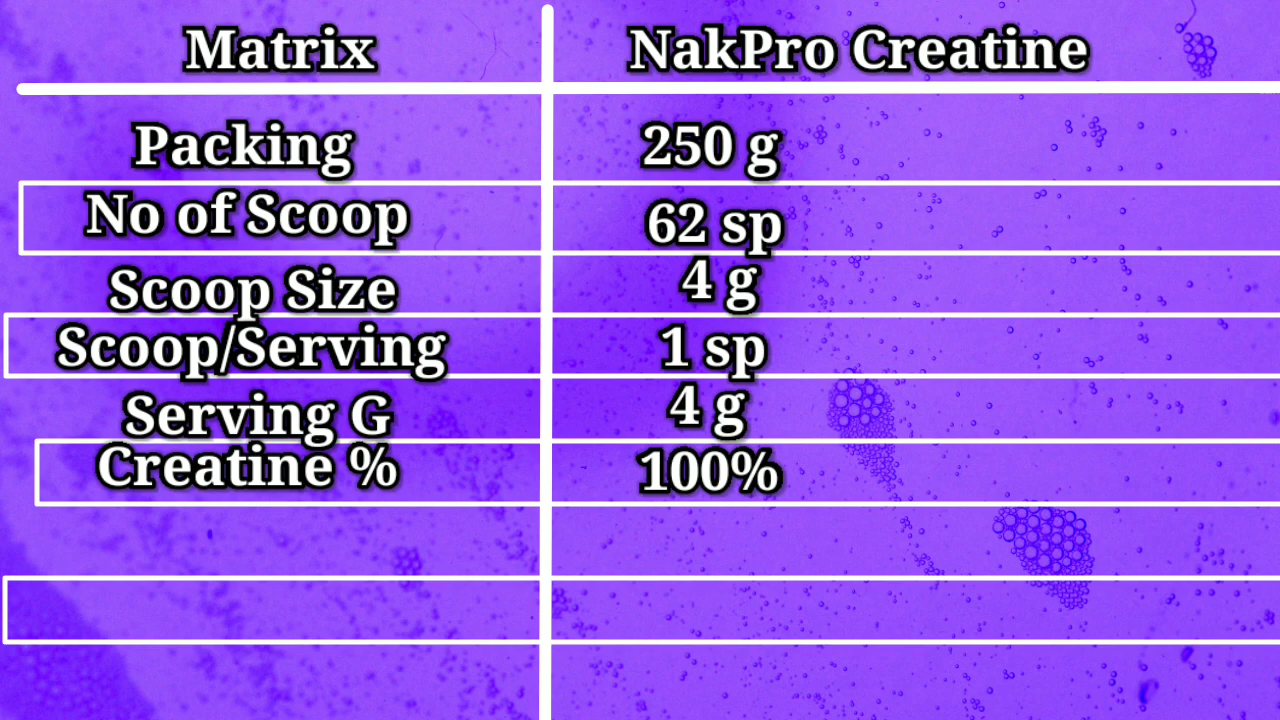 Matrix NakPro Creatine
Packing 250 g
No of Scoop 62 sp
Scoop Size 4 g
Scoop/Serving 1 sp
Serving G 4 g
Creatine % 100%